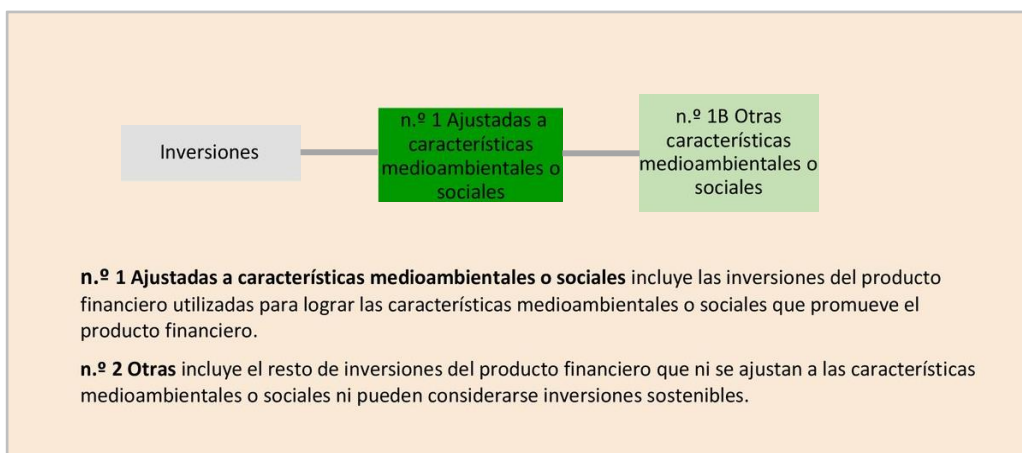 Inversiones
n.º 1 Ajustadas a
características
medioambientales o
sociales
n.º 1B Otras
características
medioambientales o
sociales
n.º 1 Ajustadas a características medioambientales o sociales incluye las inversiones del producto
financiero utilizadas para lograr las características medioambientales o sociales que promueve el
producto financiero.
n.º 2 Otras incluye el resto de inversiones del producto financiero que ni se ajustan a las características
medioambientales o sociales ni pueden considerarse inversiones sostenibles.